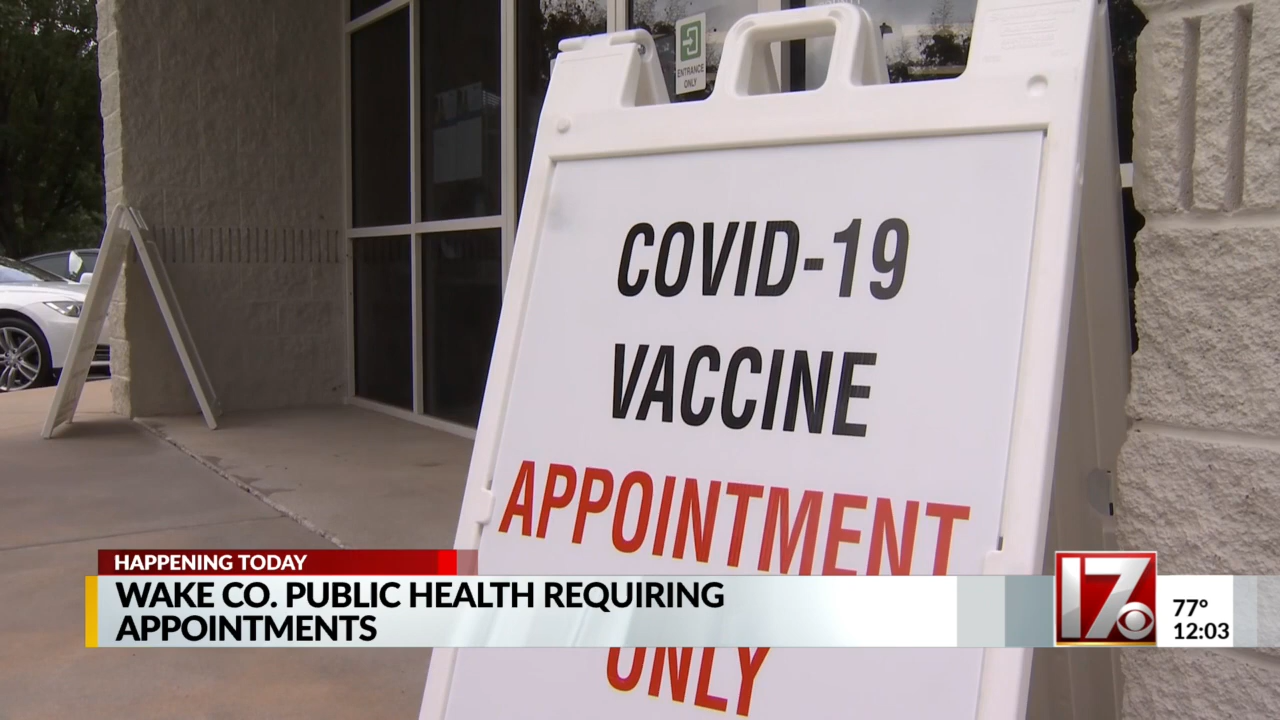 ENTRANCE
ONLY
COVID-19
VACCINE
APPOINTMENT
ONLY
HAPPENING TODAY
WAKE CO. PUBLIC HEALTH REQUIRING
APPOINTMENTS
17
77°
12:03